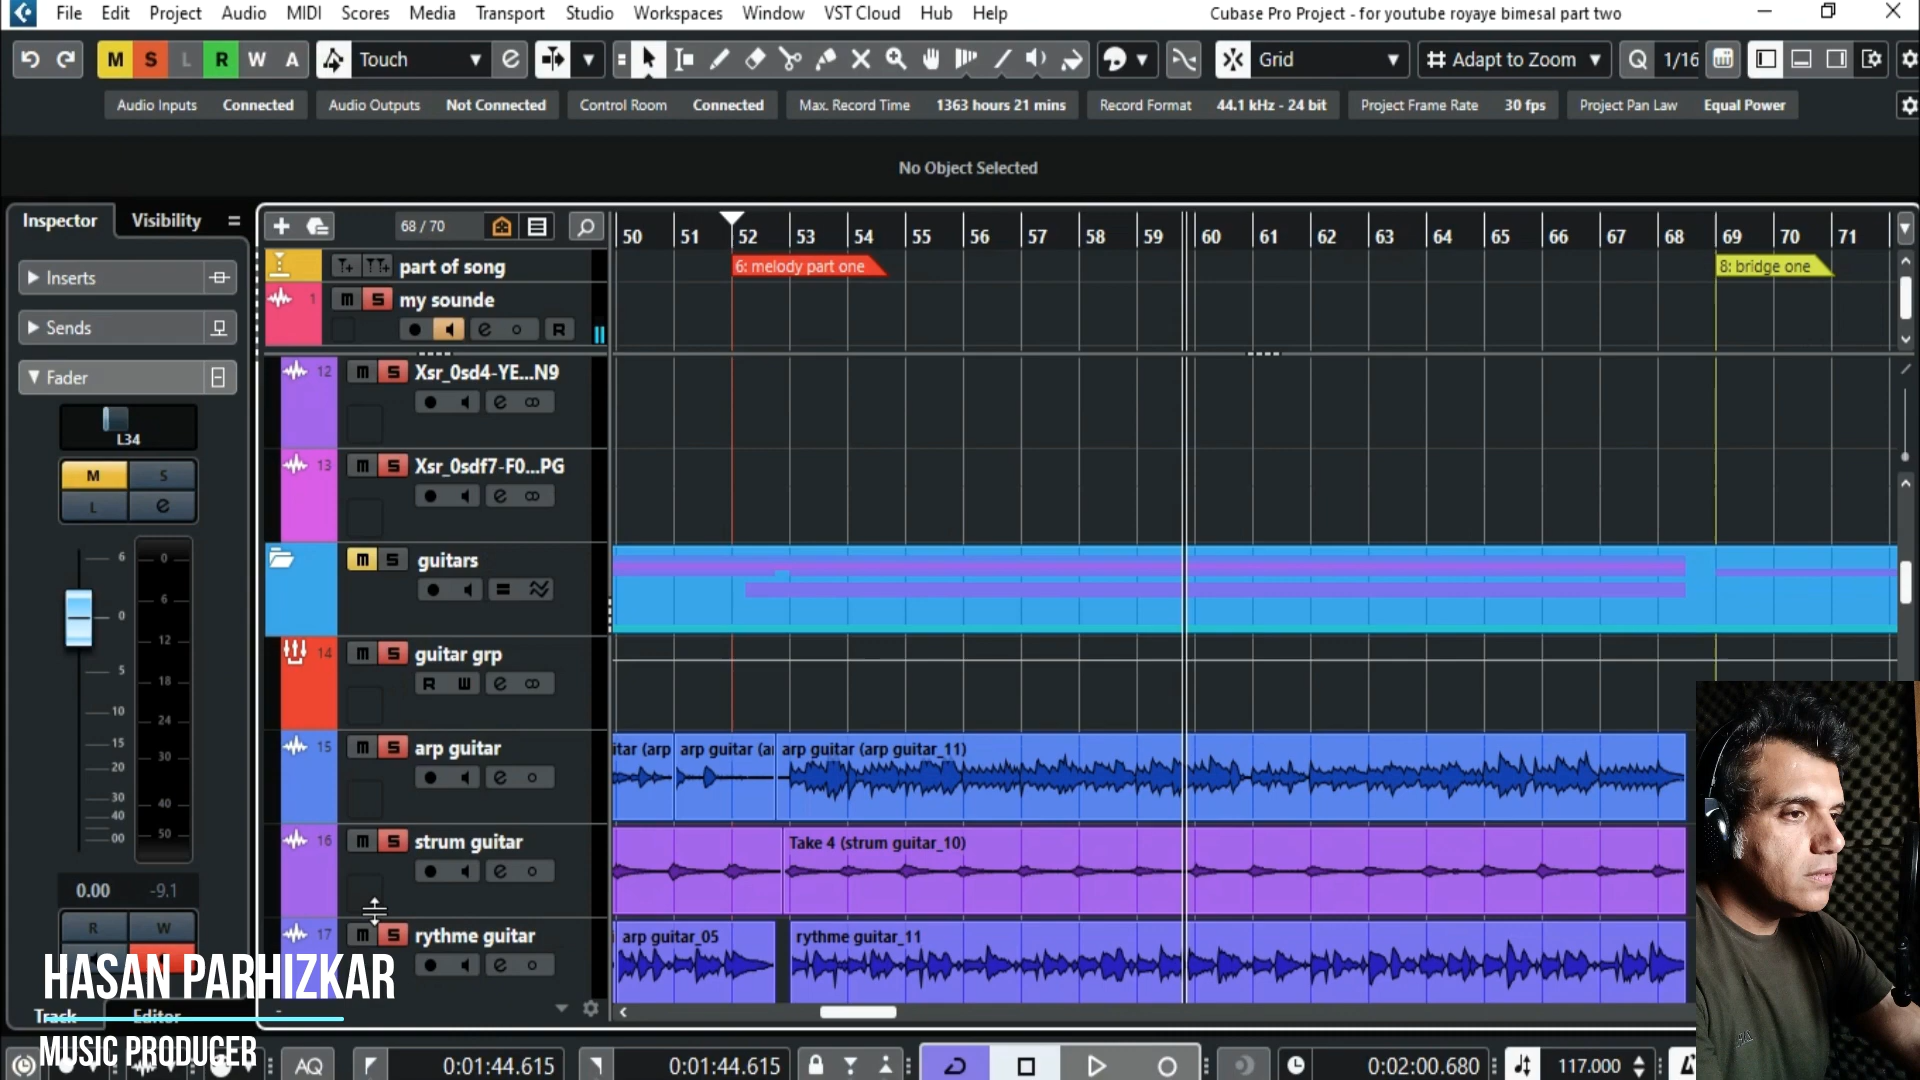 File Edit Project Audio MIDI Scores Media Transport Studio Workspaces Window VST Cloud Hub Help Cubase Pro Project - for youtube royaye bimesal part two
M S L R W A Touch Grid Adapt to Zoom Q 1/16
Audio Inputs Connected Audio Outputs Not Connected Control Room Connected Max. Record Time 1363 hours 21 mins Record Format 44.1 kHz - 24 bit Project Frame Rate 30 fps Project Pan Law Equal Power
No Object Selected
Inspector Visibility
68 / 70
50 51 52 53 54 55 56 57 58 59 60 61 62 63 64 65 66 67 68 69 70 71
part of song
6: melody part one
8: bridge one
Inserts
1 m S my sounde
R
Sends
Fader
L34
M S
L e
12 m S Xsr_0sd4-YE...N9
13 m S Xsr_0sdf7-F0...PG
m S guitars
14 m S guitar grp
R W
15 m S arp guitar
itar (arp arp guitar (ar arp guitar (arp guitar_11)
16 m S strum guitar
Take 4 (strum guitar_10)
17 m S rythme guitar
arp guitar_05 rythme guitar_11
6 0 5 10 15 20 30 40 00
0 6 12 18 24 30 40 50
0.00 -9.1
R W
HASAN PARHIZKAR
Track Editor
MUSIC PRODUCER
AQ 0:01:44.615 0:01:44.615 0:02:00.680 117.000